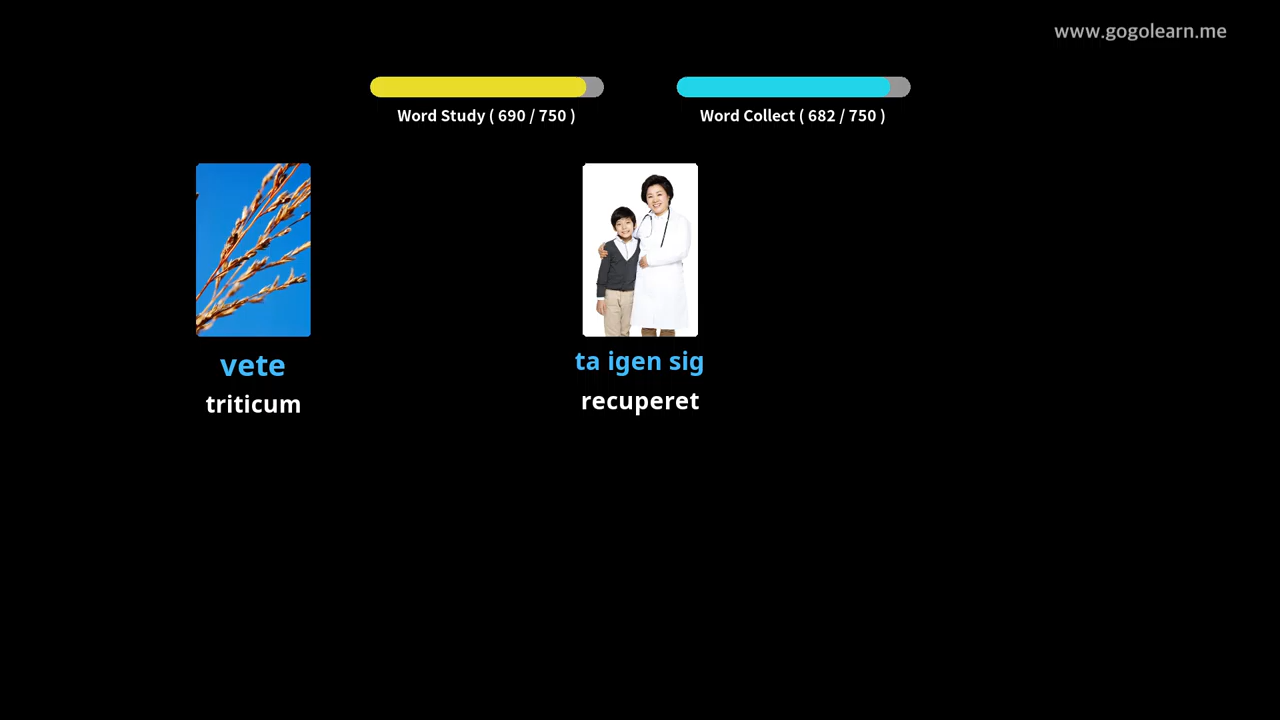 www.gogolearn.me
Word Study ( 690 / 750 )
Word Collect ( 682 / 750 )
vete
triticum
ta igen sig
recuperet